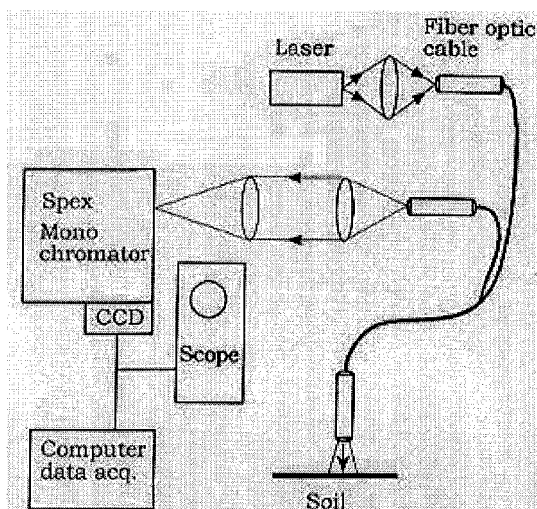 Fiber optic
cable
Laser
Spex
Mono
chromator
CCD
Scope
Computer
data acq.
Soil